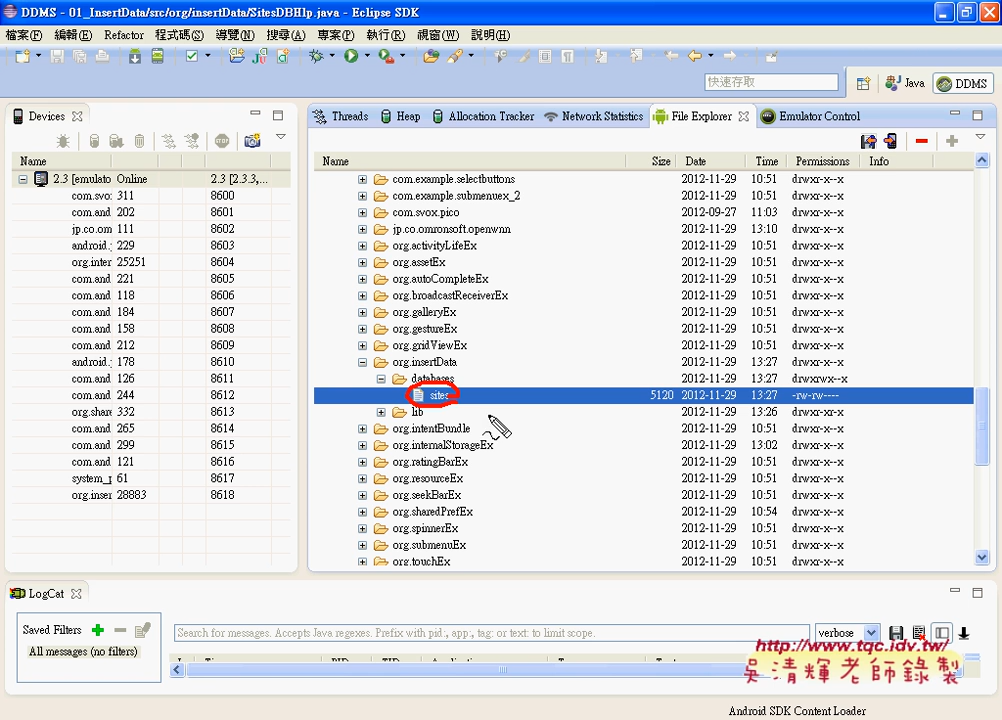 DDMS - 01_InsertData/src/org/insertData/SitesDBHlp.java - Eclipse SDK
檔案(F) 編輯(E) Refactor 程式碼(S) 導覽(N) 搜尋(A) 專案(P) 執行(R) 視窗(W) 說明(H)
快速存取 Java DDMS
Devices
Name
2.3 [emulato Online 2.3 [2.3.3,...
com.svo: 311 8600
com.and 202 8601
jp.co.om 111 8602
android.; 229 8603
org.inter 25251 8604
com.and 221 8605
com.and 118 8606
com.and 184 8607
com.and 158 8608
com.and 212 8609
android.; 178 8610
com.and 126 8611
com.and 244 8612
org.share 332 8613
com.and 265 8614
com.and 299 8615
com.and 121 8616
system_p 61 8617
org.inser 28883 8618
Threads Heap Allocation Tracker Network Statistics File Explorer Emulator Control
Name Size Date Time Permissions Info
com.example.selectbuttons 2012-11-29 10:51 drwxr-x--x
com.example.submenuex_2 2012-11-29 10:51 drwxr-x--x
com.svox.pico 2012-09-27 11:03 drwxr-x--x
jp.co.omronsoft.openwnn 2012-11-29 13:10 drwxr-x--x
org.activityLifeEx 2012-11-29 10:51 drwxr-x--x
org.assetEx 2012-11-29 10:51 drwxr-x--x
org.autoCompleteEx 2012-11-29 10:51 drwxr-x--x
org.broadcastReceiverEx 2012-11-29 10:51 drwxr-x--x
org.galleryEx 2012-11-29 10:51 drwxr-x--x
org.gestureEx 2012-11-29 10:51 drwxr-x--x
org.gridViewEx 2012-11-29 10:51 drwxr-x--x
org.insertData 2012-11-29 13:27 drwxr-x--x
databases 2012-11-29 13:27 drwxrwx--x
sites 5120 2012-11-29 13:27 -rw-rw----
lib 2012-11-29 13:26 drwxr-xr-x
org.intentBundle 2012-11-29 10:51 drwxr-x--x
org.internalStorageEx 2012-11-29 13:02 drwxr-x--x
org.ratingBarEx 2012-11-29 10:51 drwxr-x--x
org.resourceEx 2012-11-29 10:51 drwxr-x--x
org.seekBarEx 2012-11-29 10:51 drwxr-x--x
org.sharedPrefEx 2012-11-29 10:54 drwxr-x--x
org.spinnerEx 2012-11-29 10:51 drwxr-x--x
org.submenuEx 2012-11-29 10:51 drwxr-x--x
org.touchEx 2012-11-29 10:51 drwxr-x--x
LogCat
Saved Filters
All messages (no filters)
Search for messages. Accepts Java regexes. Prefix with pid:, app:, tag: or text: to limit scope.
verbose
http://www.tqc.idv.tw/
吳清輝老師錄製
Android SDK Content Loader